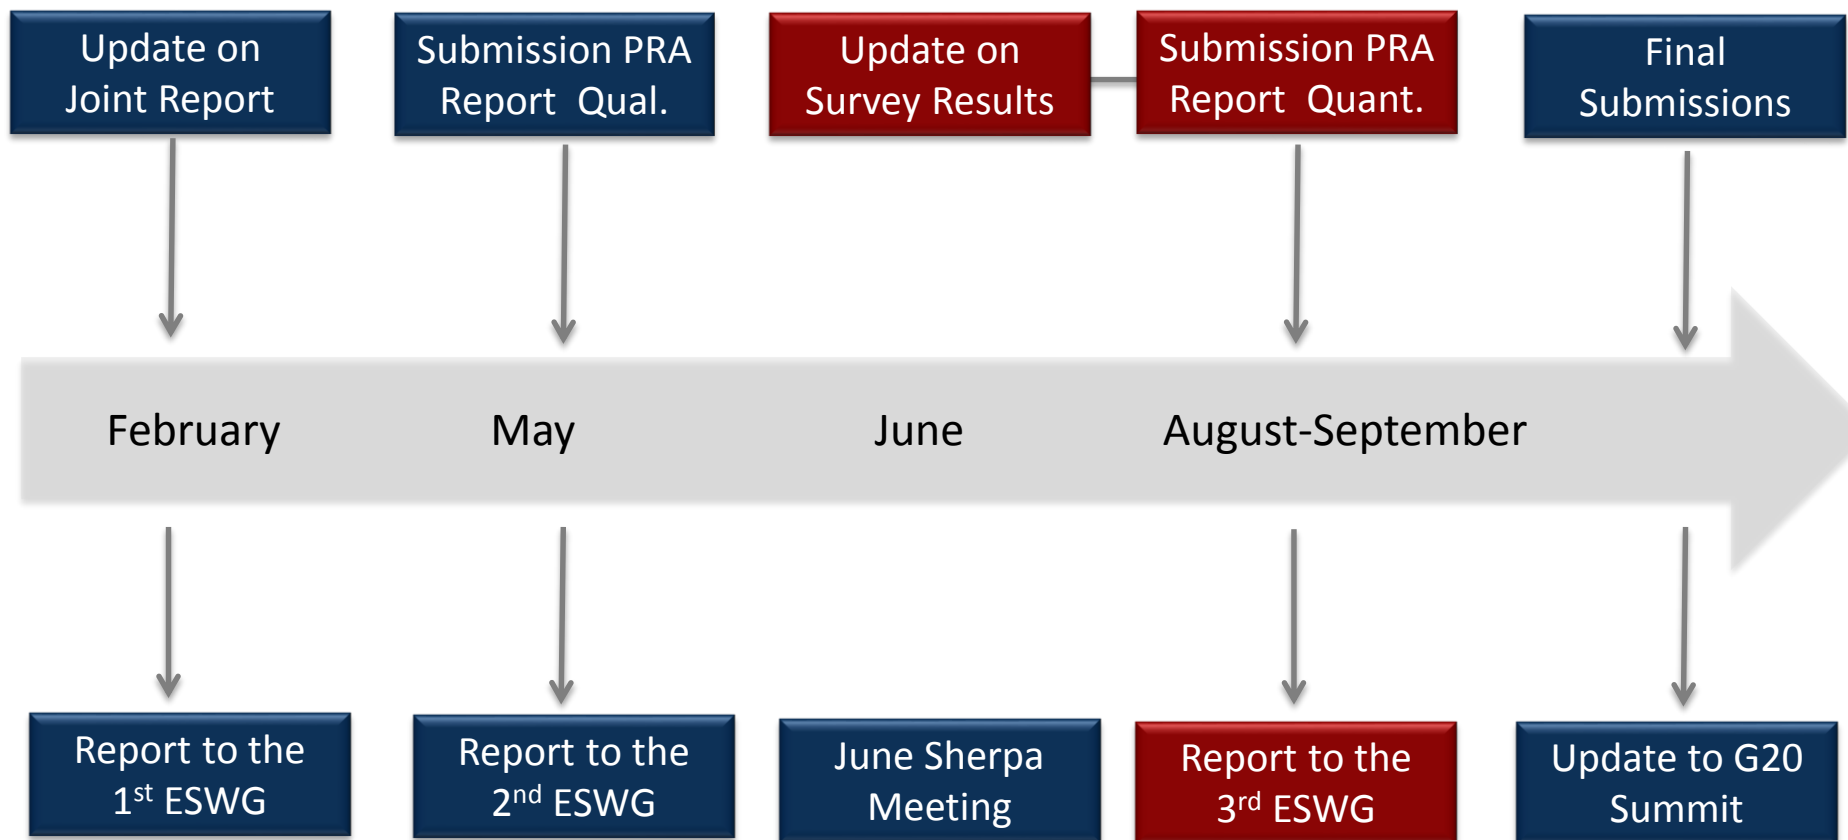 Update on
Joint Report
Submission PRA
Report Qual.
Update on
Survey Results
Submission PRA
Report Quant.
Final
Submissions
February
May
June
August-September
Report to the
1st ESWG
Report to the
2nd ESWG
June Sherpa
Meeting
Report to the
3rd ESWG
Update to G20
Summit